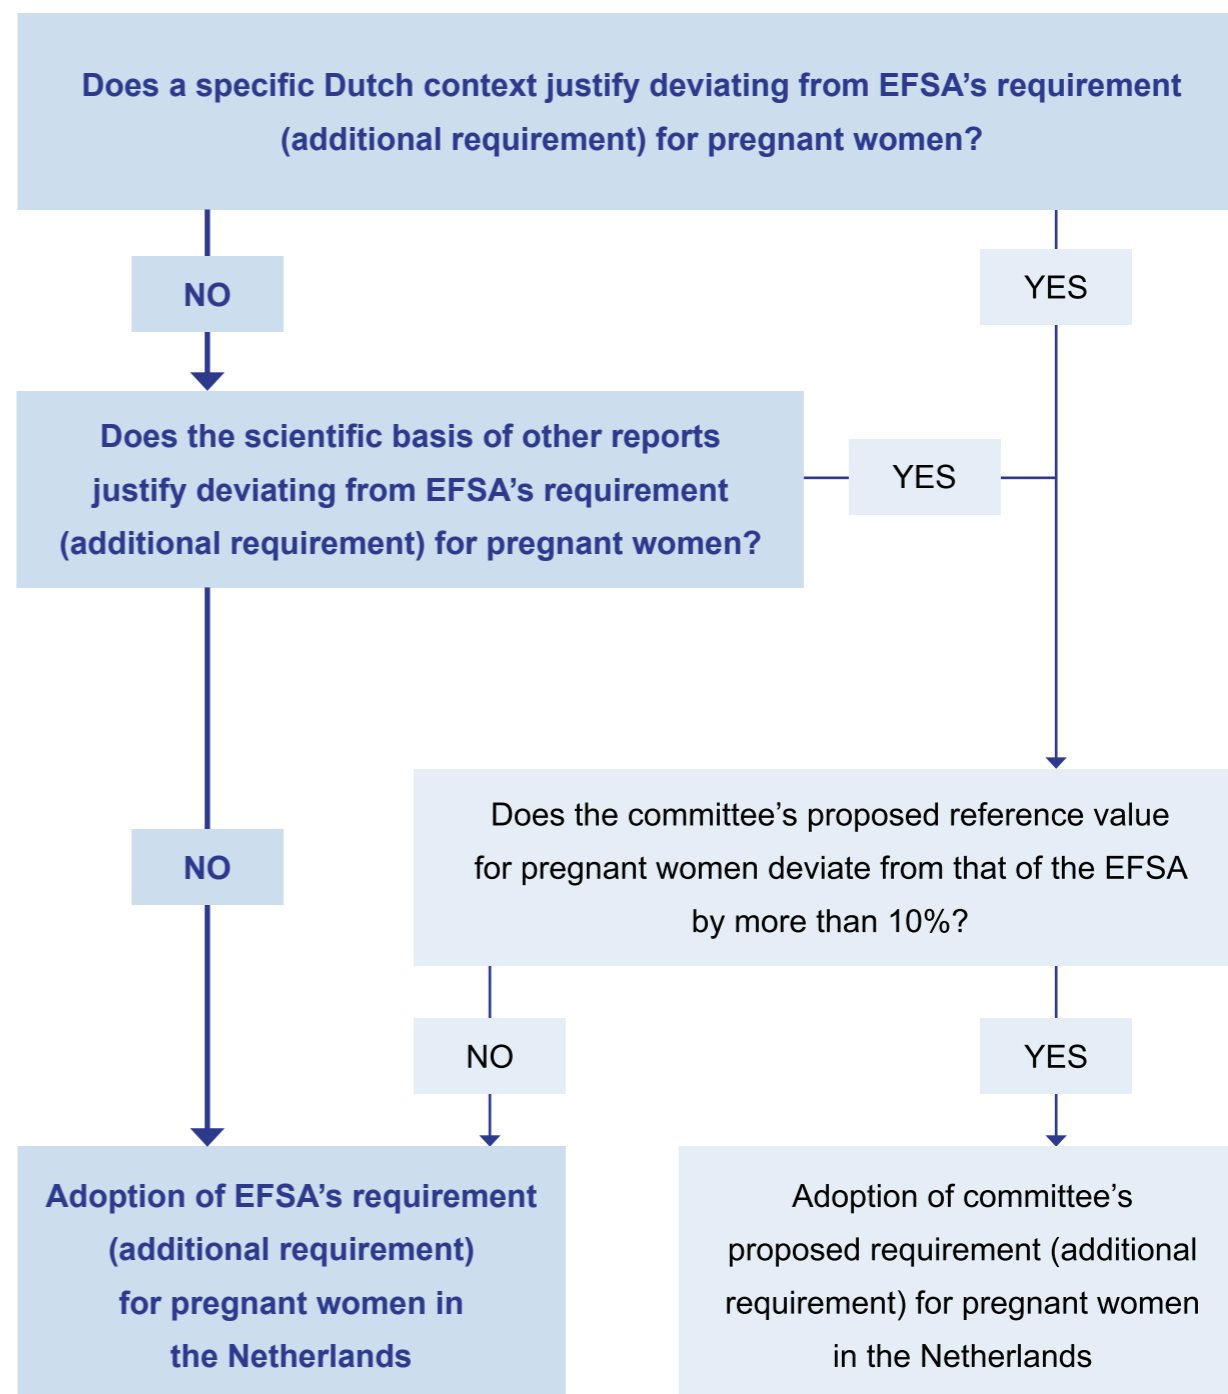 Does a specific Dutch context justify deviating from EFSA’s requirement
(additional requirement) for pregnant women?
NO
YES
Does the scientific basis of other reports
justify deviating from EFSA’s requirement
(additional requirement) for pregnant women?
YES
Does the committee’s proposed reference value
for pregnant women deviate from that of the EFSA
by more than 10%?
NO
NO
YES
Adoption of EFSA’s requirement
(additional requirement)
for pregnant women in
the Netherlands
Adoption of committee’s
proposed requirement (additional
requirement) for pregnant women
in the Netherlands